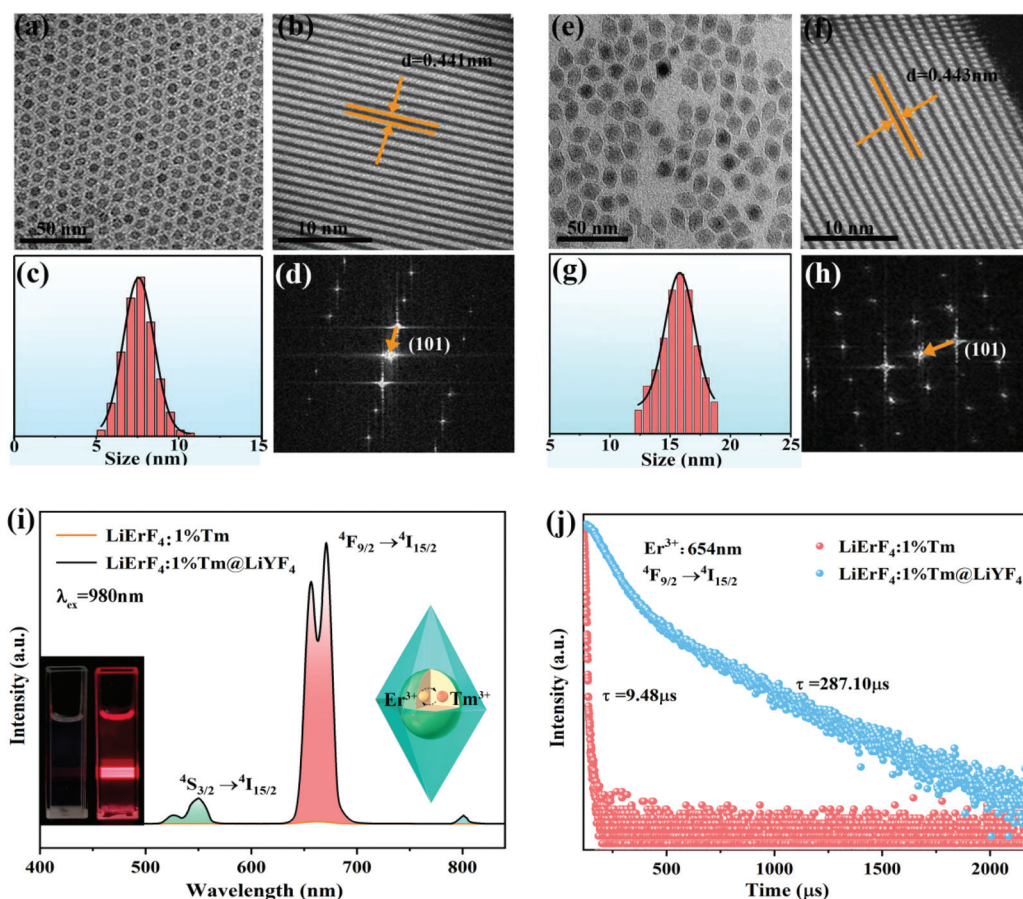 (a)
50 nm
(b)
d=0.441nm
10 nm
(e)
50 nm
(f)
d=0.443nm
10 nm
(c)
0 5 10 15
Size (nm)
(d)
(101)
(g)
5 10 15 20 25
Size (nm)
(h)
(101)
(i)
LiErF₄:1%Tm
LiErF₄:1%Tm@LiYF₄
λₑₓ=980nm
⁴F₉/₂→⁴I₁₅/₂
Er³⁺
Tm³⁺
⁴S₃/₂→⁴I₁₅/₂
Intensity (a.u.)
400 500 600 700 800
Wavelength (nm)
(j)
Er³⁺: 654nm
⁴F₉/₂→⁴I₁₅/₂
LiErF₄:1%Tm
LiErF₄:1%Tm@LiYF₄
τ =9.48μs
τ =287.10μs
Intensity (a.u.)
500 1000 1500 2000
Time (μs)